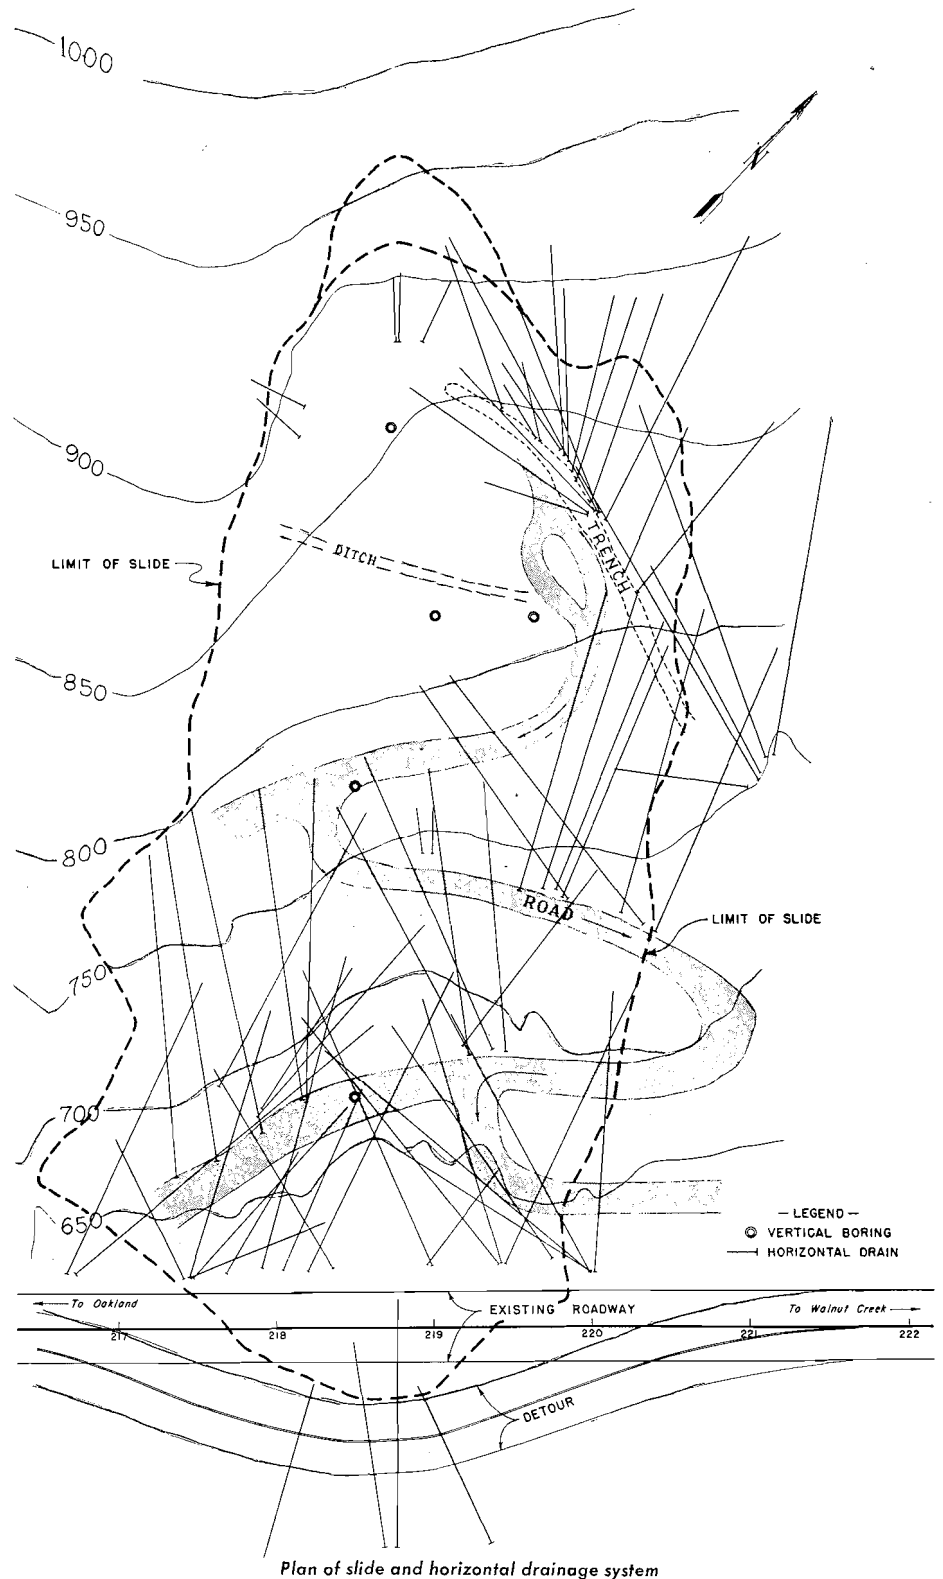 1000
N
950
900
LIMIT OF SLIDE
DITCH
TRENCH
850
800
ROAD
LIMIT OF SLIDE
750
700
650
— LEGEND —
VERTICAL BORING
HORIZONTAL DRAIN
To Oakland
EXISTING ROADWAY
To Walnut Creek
217 218 219 220 221 222
DETOUR
Plan of slide and horizontal drainage system